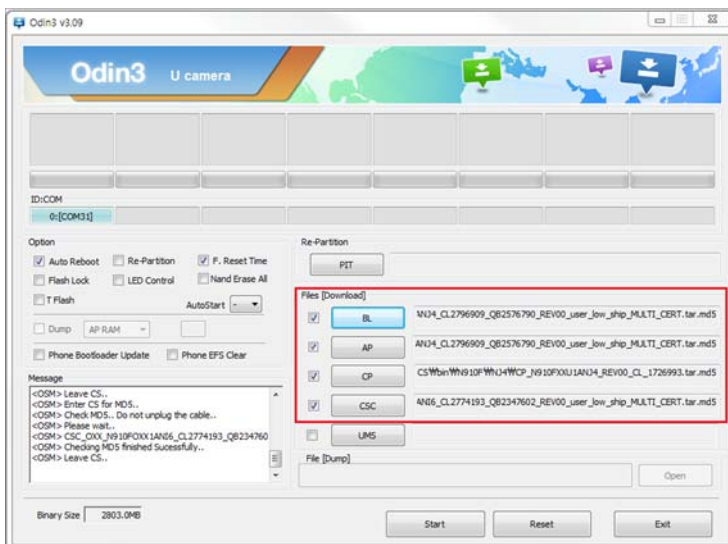 Odin3 v3.09
Odin3 U camera
ID:COM
0:[COM31]
Option
Auto Reboot Re-Partition F. Reset Time
Flash Lock LED Control Nand Erase All
T Flash AutoStart -
Dump AP RAM
Phone Bootloader Update Phone EFS Clear
Message
<OSM> Leave CS..
<OSM> Enter CS for MD5..
<OSM> Check MD5.. Do not unplug the cable..
<OSM> Please wait..
<OSM> CSC_OXX_N910FOXX1ANI6_CL2774193_QB234760
<OSM> Checking MD5 finished Sucessfully..
<OSM> Leave CS..
Binary Size 2803.0MB
Re-Partition
PIT
Files [Download]
BL ANJ4_CL2796909_QB2576790_REV00_user_low_ship_MULTI_CERT.tar.md5
AP ANJ4_CL2796909_QB2576790_REV00_user_low_ship_MULTI_CERT.tar.md5
CP CS₩bin₩N910F₩NJ4₩CP_N910FXXU1ANJ4_REV00_CL_1726993.tar.md5
CSC ANI6_CL2774193_QB2347602_REV00_user_low_ship_MULTI_CERT.tar.md5
UMS
File [Dump]
Open
Start Reset Exit